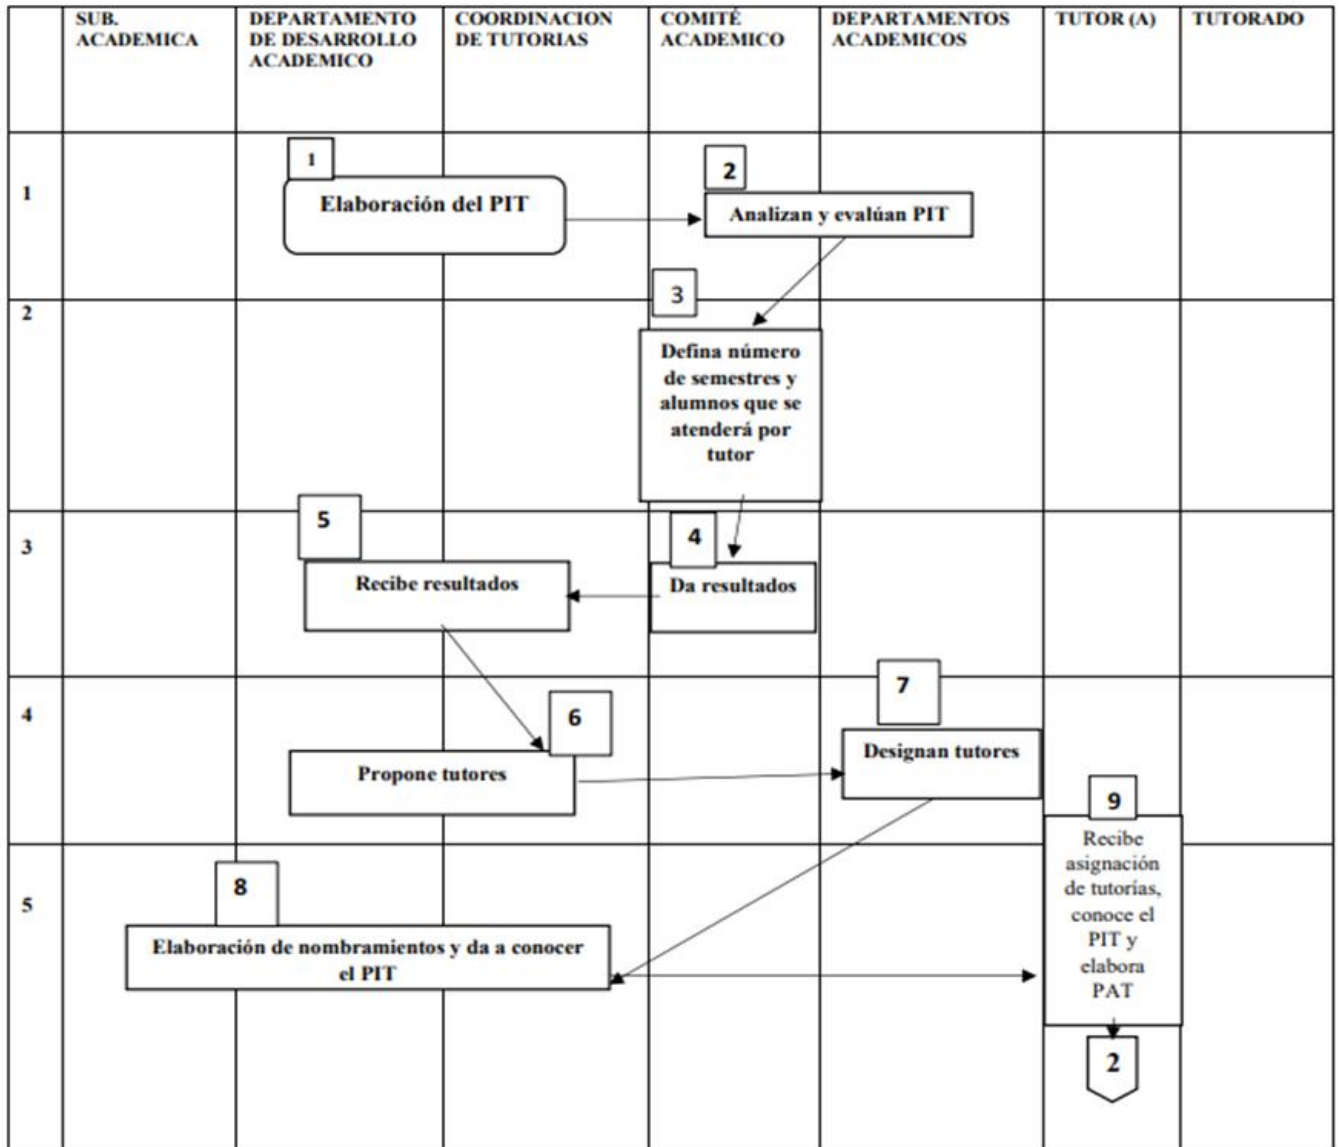 SUB.
ACADEMICA
DEPARTAMENTO
DE DESARROLLO
ACADEMICO
COORDINACION
DE TUTORIAS
COMITÉ
ACADEMICO
DEPARTAMENTOS
ACADEMICOS
TUTOR (A)
TUTORADO
1
1
Elaboración del PIT
2
Analizan y evalúan PIT
2
3
Defina número
de semestres y
alumnos que se
atenderá por
tutor
3
5
Recibe resultados
4
Da resultados
4
6
Propone tutores
7
Designan tutores
9
Recibe
asignación
de tutorías,
conoce el
PIT y
elabora
PAT
5
8
Elaboración de nombramientos y da a conocer
el PIT
2